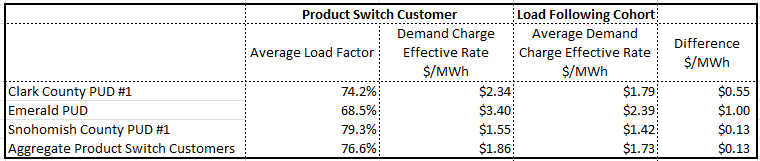 Product Switch Customer Load Following Cohort
Demand Charge Average Demand
Average Load Factor Effective Rate Charge Effective Rate Difference
$/MWh $/MWh $/MWh
Clark County PUD #1 74.2% $2.34 $1.79 $0.55
Emerald PUD 68.5% $3.40 $2.39 $1.00
Snohomish County PUD #1 79.3% $1.55 $1.42 $0.13
Aggregate Product Switch Customers 76.6% $1.86 $1.73 $0.13